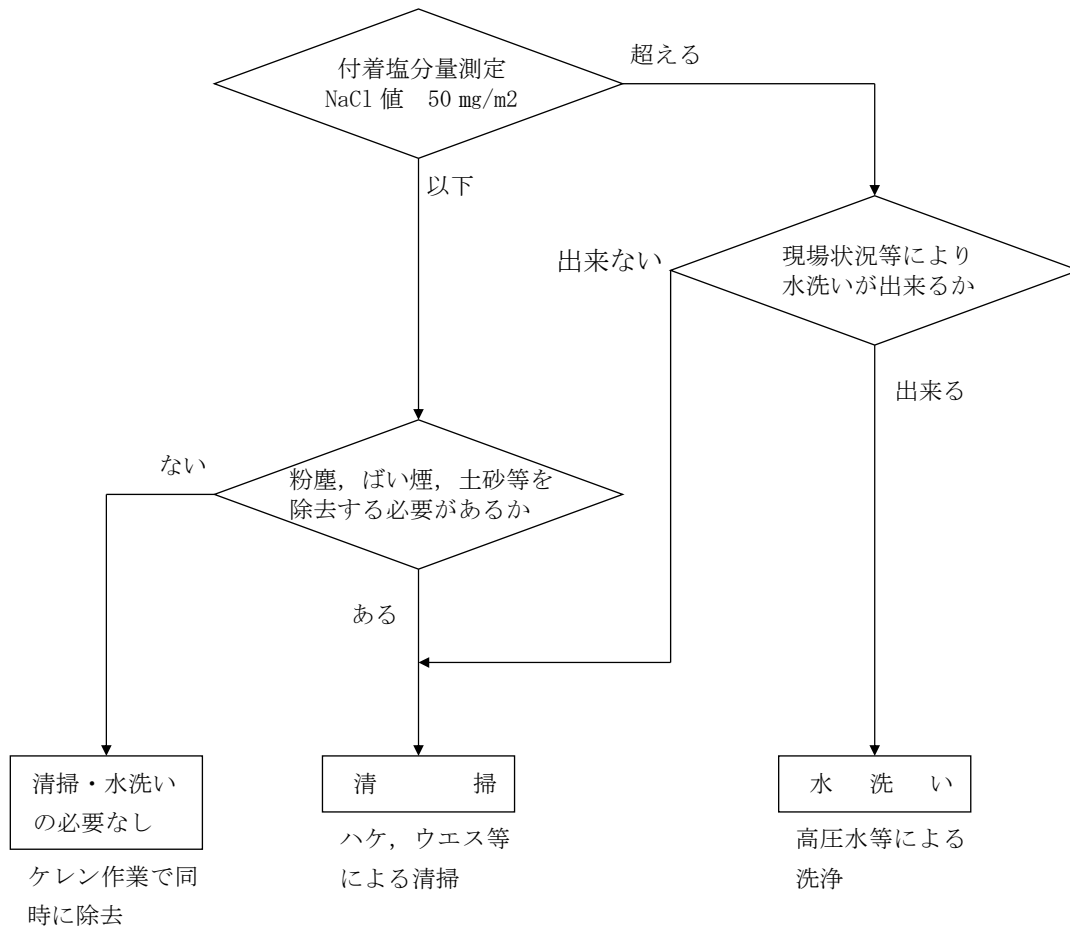 付着塩分量測定
NaCl値　50 mg/m2
超える
以下
現場状況等により
水洗いが出来るか
出来ない
出来る
粉塵，ばい煙，土砂等を
除去する必要があるか
ない
ある
清掃・水洗い
の必要なし
ケレン作業で同
時に除去
清　　　掃
ハケ，ウエス等
による清掃
水　洗　い
高圧水等による
洗浄